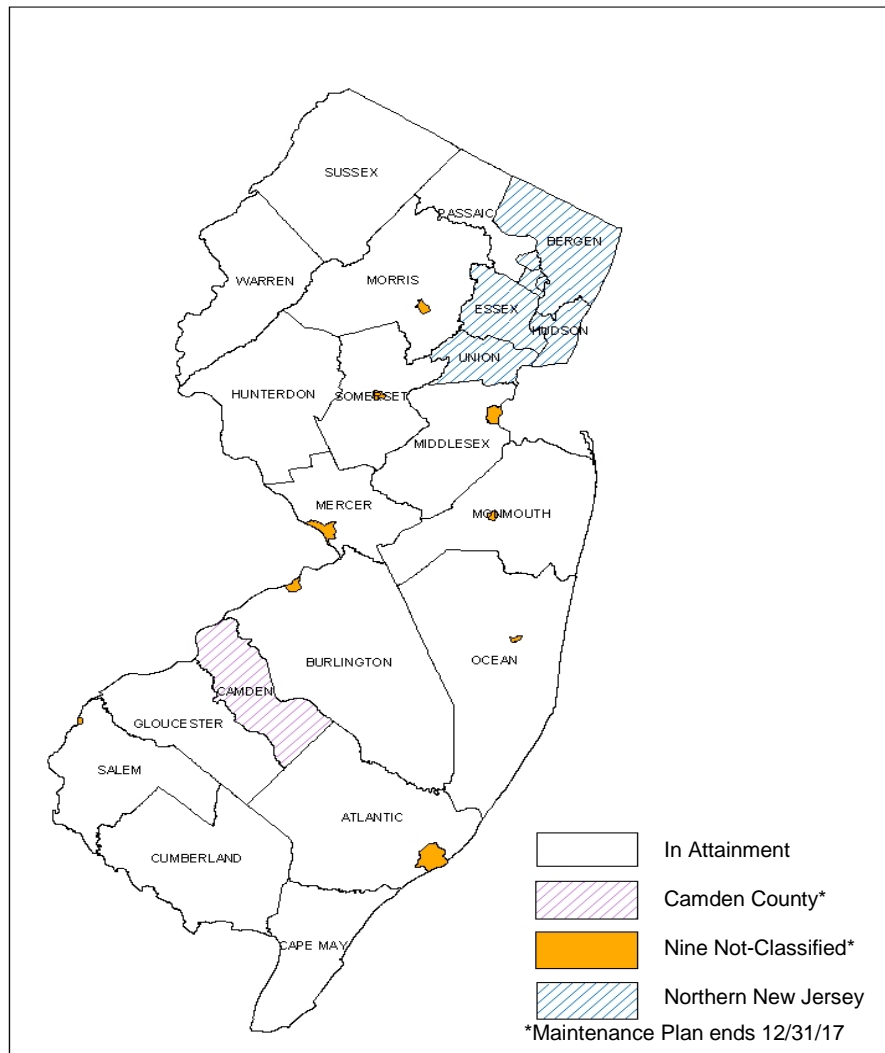 SUSSEX
PASSAIC
BERGEN
WARREN
MORRIS
ESSEX
HUDSON
UNION
HUNTERDON
SOMERSET
MIDDLESEX
MERCER
MONMOUTH
OCEAN
BURLINGTON
CAMDEN
GLOUCESTER
SALEM
ATLANTIC
CUMBERLAND
CAPE MAY
In Attainment
Camden County*
Nine Not-Classified*
Northern New Jersey
*Maintenance Plan ends 12/31/17